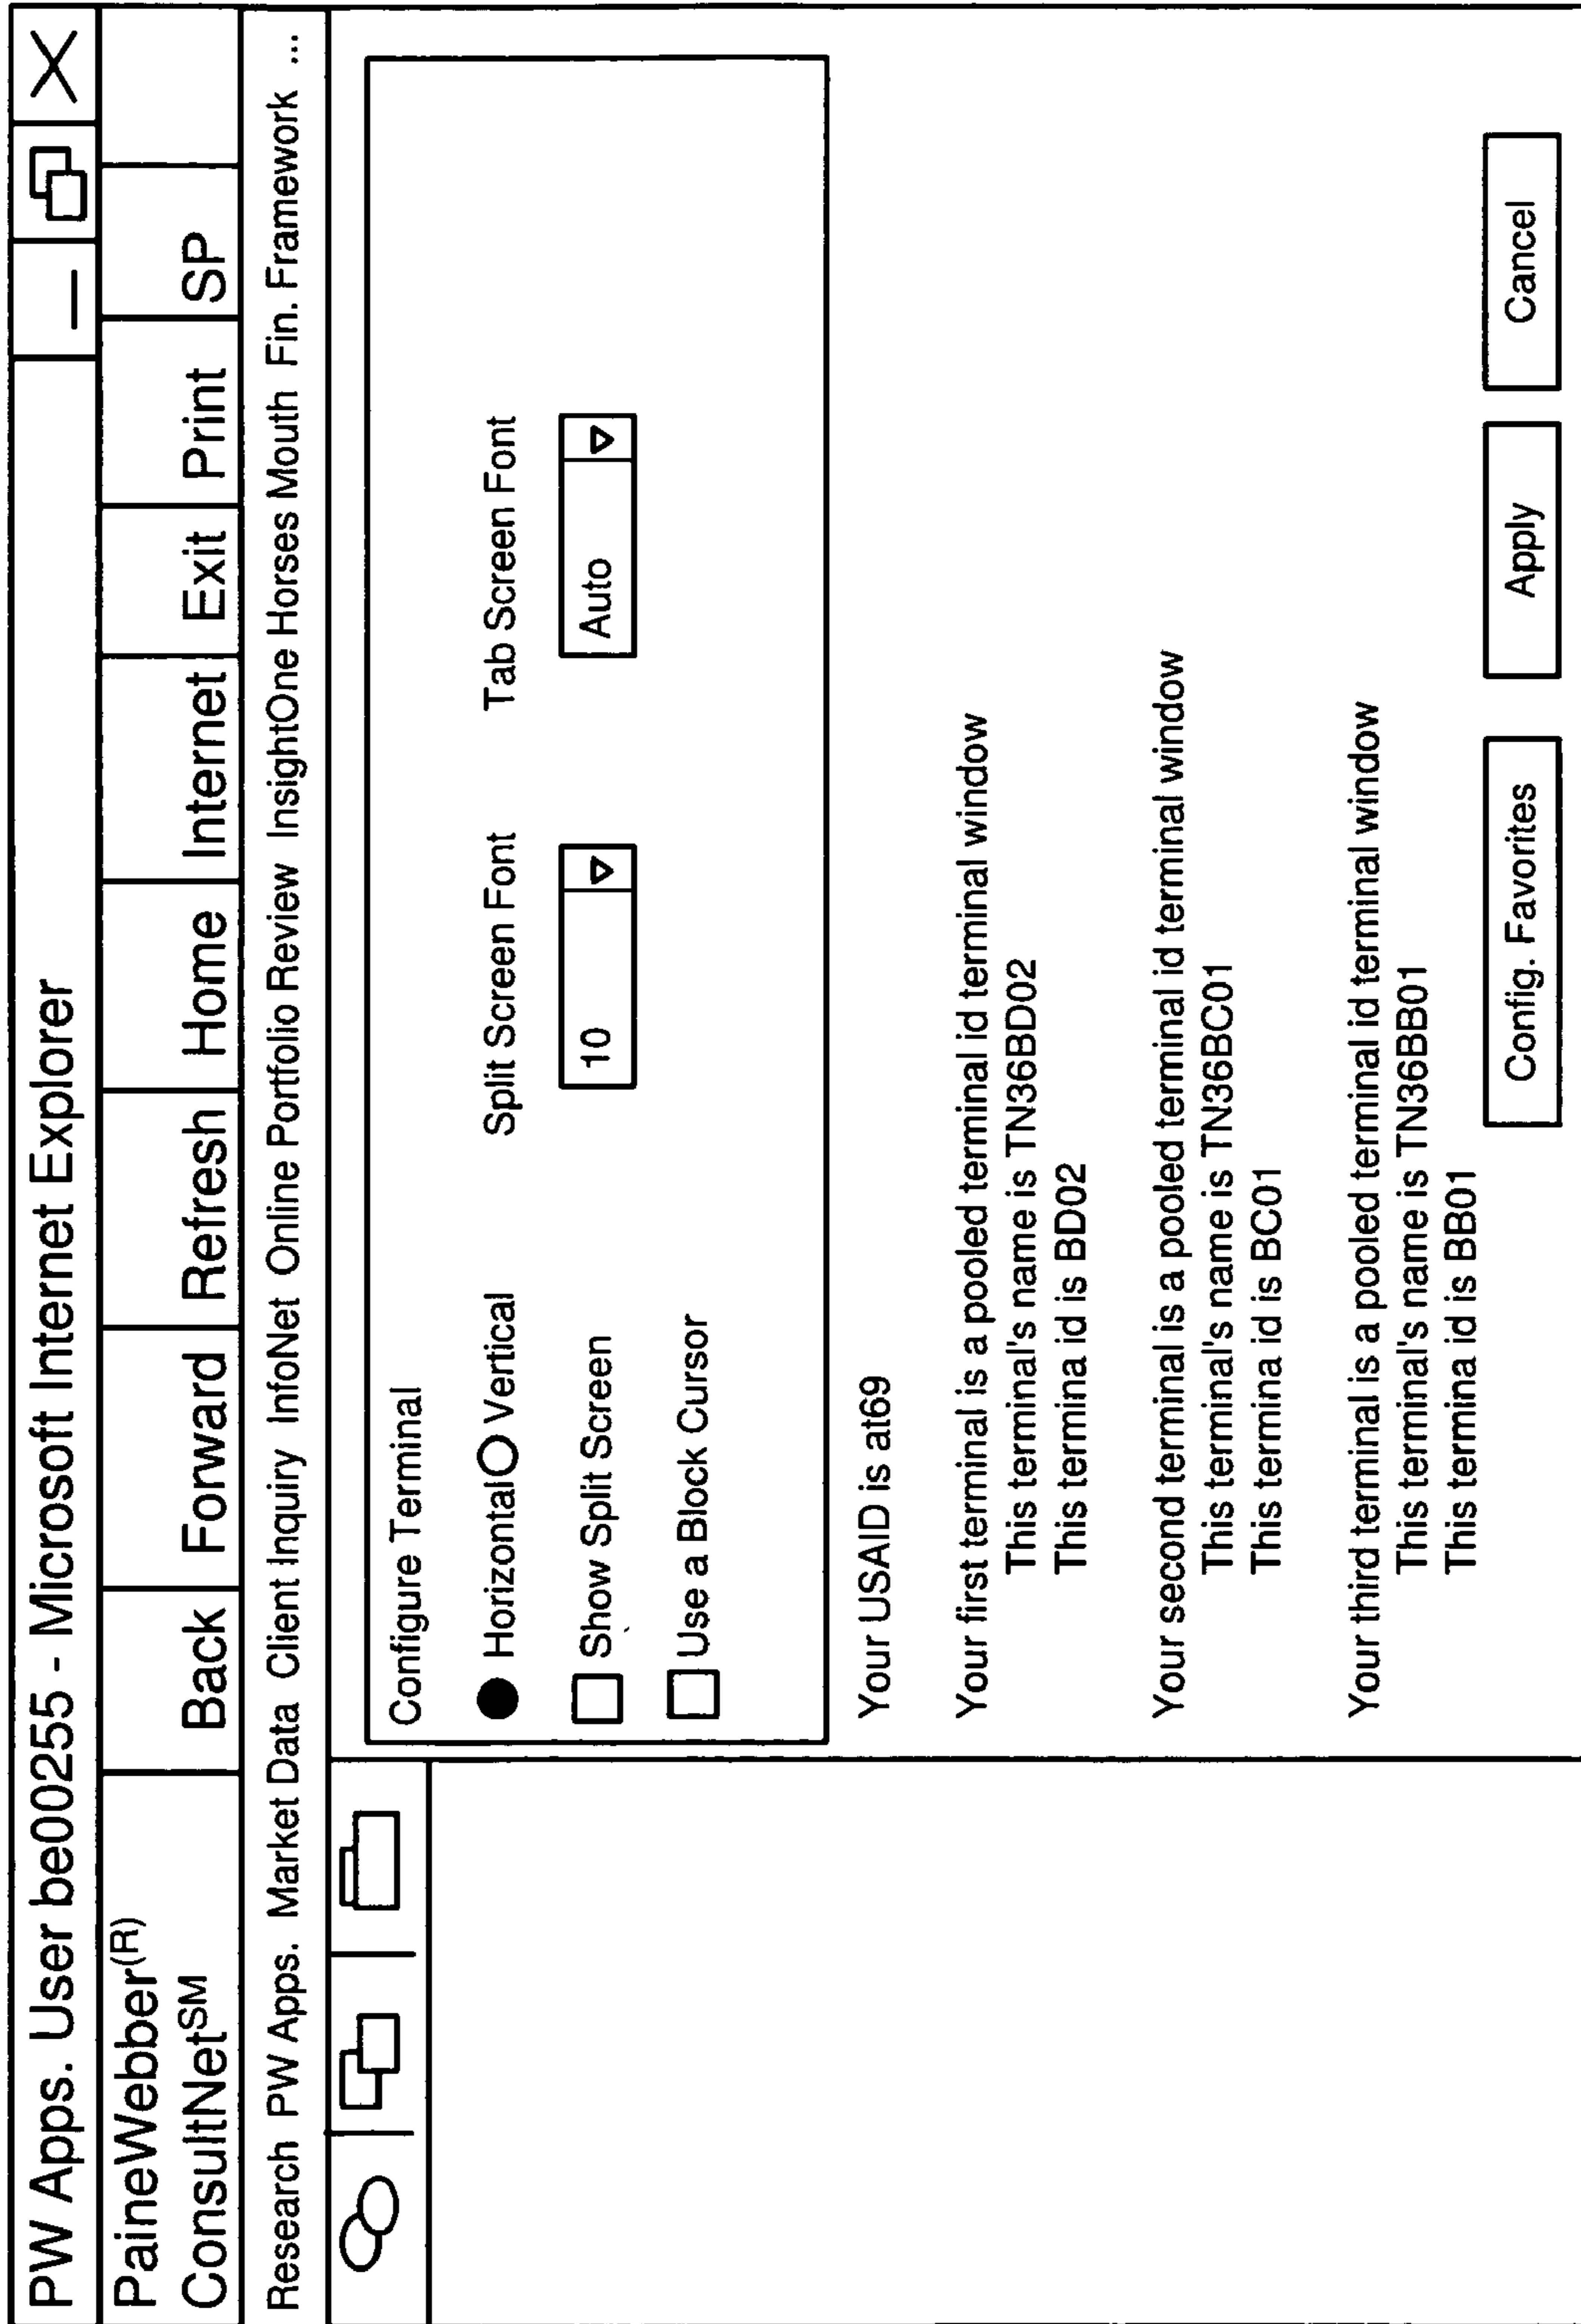 PW Apps. User be00255 - Microsoft Internet Explorer
PaineWebber(R)
ConsultNetSM
Back Forward Refresh Home Internet Exit Print SP
Research PW Apps. Market Data Client Inquiry InfoNet Online Portfolio Review InsightOne Horses Mouth Fin. Framework ...
Configure Terminal
Horizontal Vertical Split Screen Font Tab Screen Font
Show Split Screen 10 Auto
Use a Block Cursor
Your USAID is at69
Your first terminal is a pooled terminal id terminal window
This terminal's name is TN36BD02
This termina id is BD02
Your second terminal is a pooled terminal id terminal window
This terminal's name is TN36BC01
This termina id is BC01
Your third terminal is a pooled terminal id terminal window
This terminal's name is TN36BB01
This termina id is BB01
Config. Favorites Apply Cancel